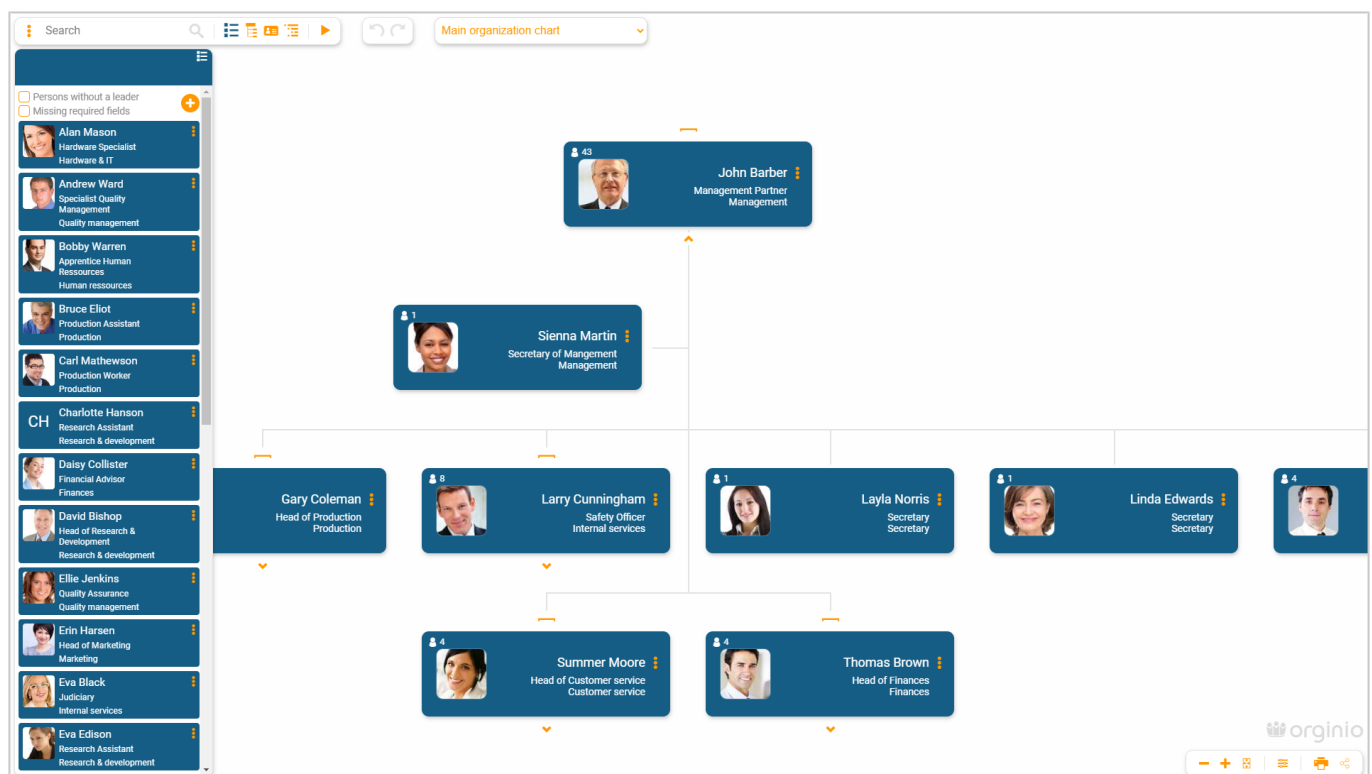 Search
Main organization chart
Persons without a leader
Missing required fields
Alan Mason
Hardware Specialist
Hardware & IT
Andrew Ward
Specialist Quality
Management
Quality management
Bobby Warren
Apprentice Human
Ressources
Human ressources
Bruce Eliot
Production Assistant
Production
Carl Mathewson
Production Worker
Production
CH
Charlotte Hanson
Research Assistant
Research & development
Daisy Collister
Financial Advisor
Finances
David Bishop
Head of Research &
Development
Research & development
Ellie Jenkins
Quality Assurance
Quality management
Erin Harsen
Head of Marketing
Marketing
Eva Black
Judiciary
Internal services
Eva Edison
Research Assistant
Research & development
43
John Barber
Management Partner
Management
1
Sienna Martin
Secretary of Mangement
Management
Gary Coleman
Head of Production
Production
8
Larry Cunningham
Safety Officer
Internal services
1
Layla Norris
Secretary
Secretary
1
Linda Edwards
Secretary
Secretary
4
4
Summer Moore
Head of Customer service
Customer service
4
Thomas Brown
Head of Finances
Finances
orginio